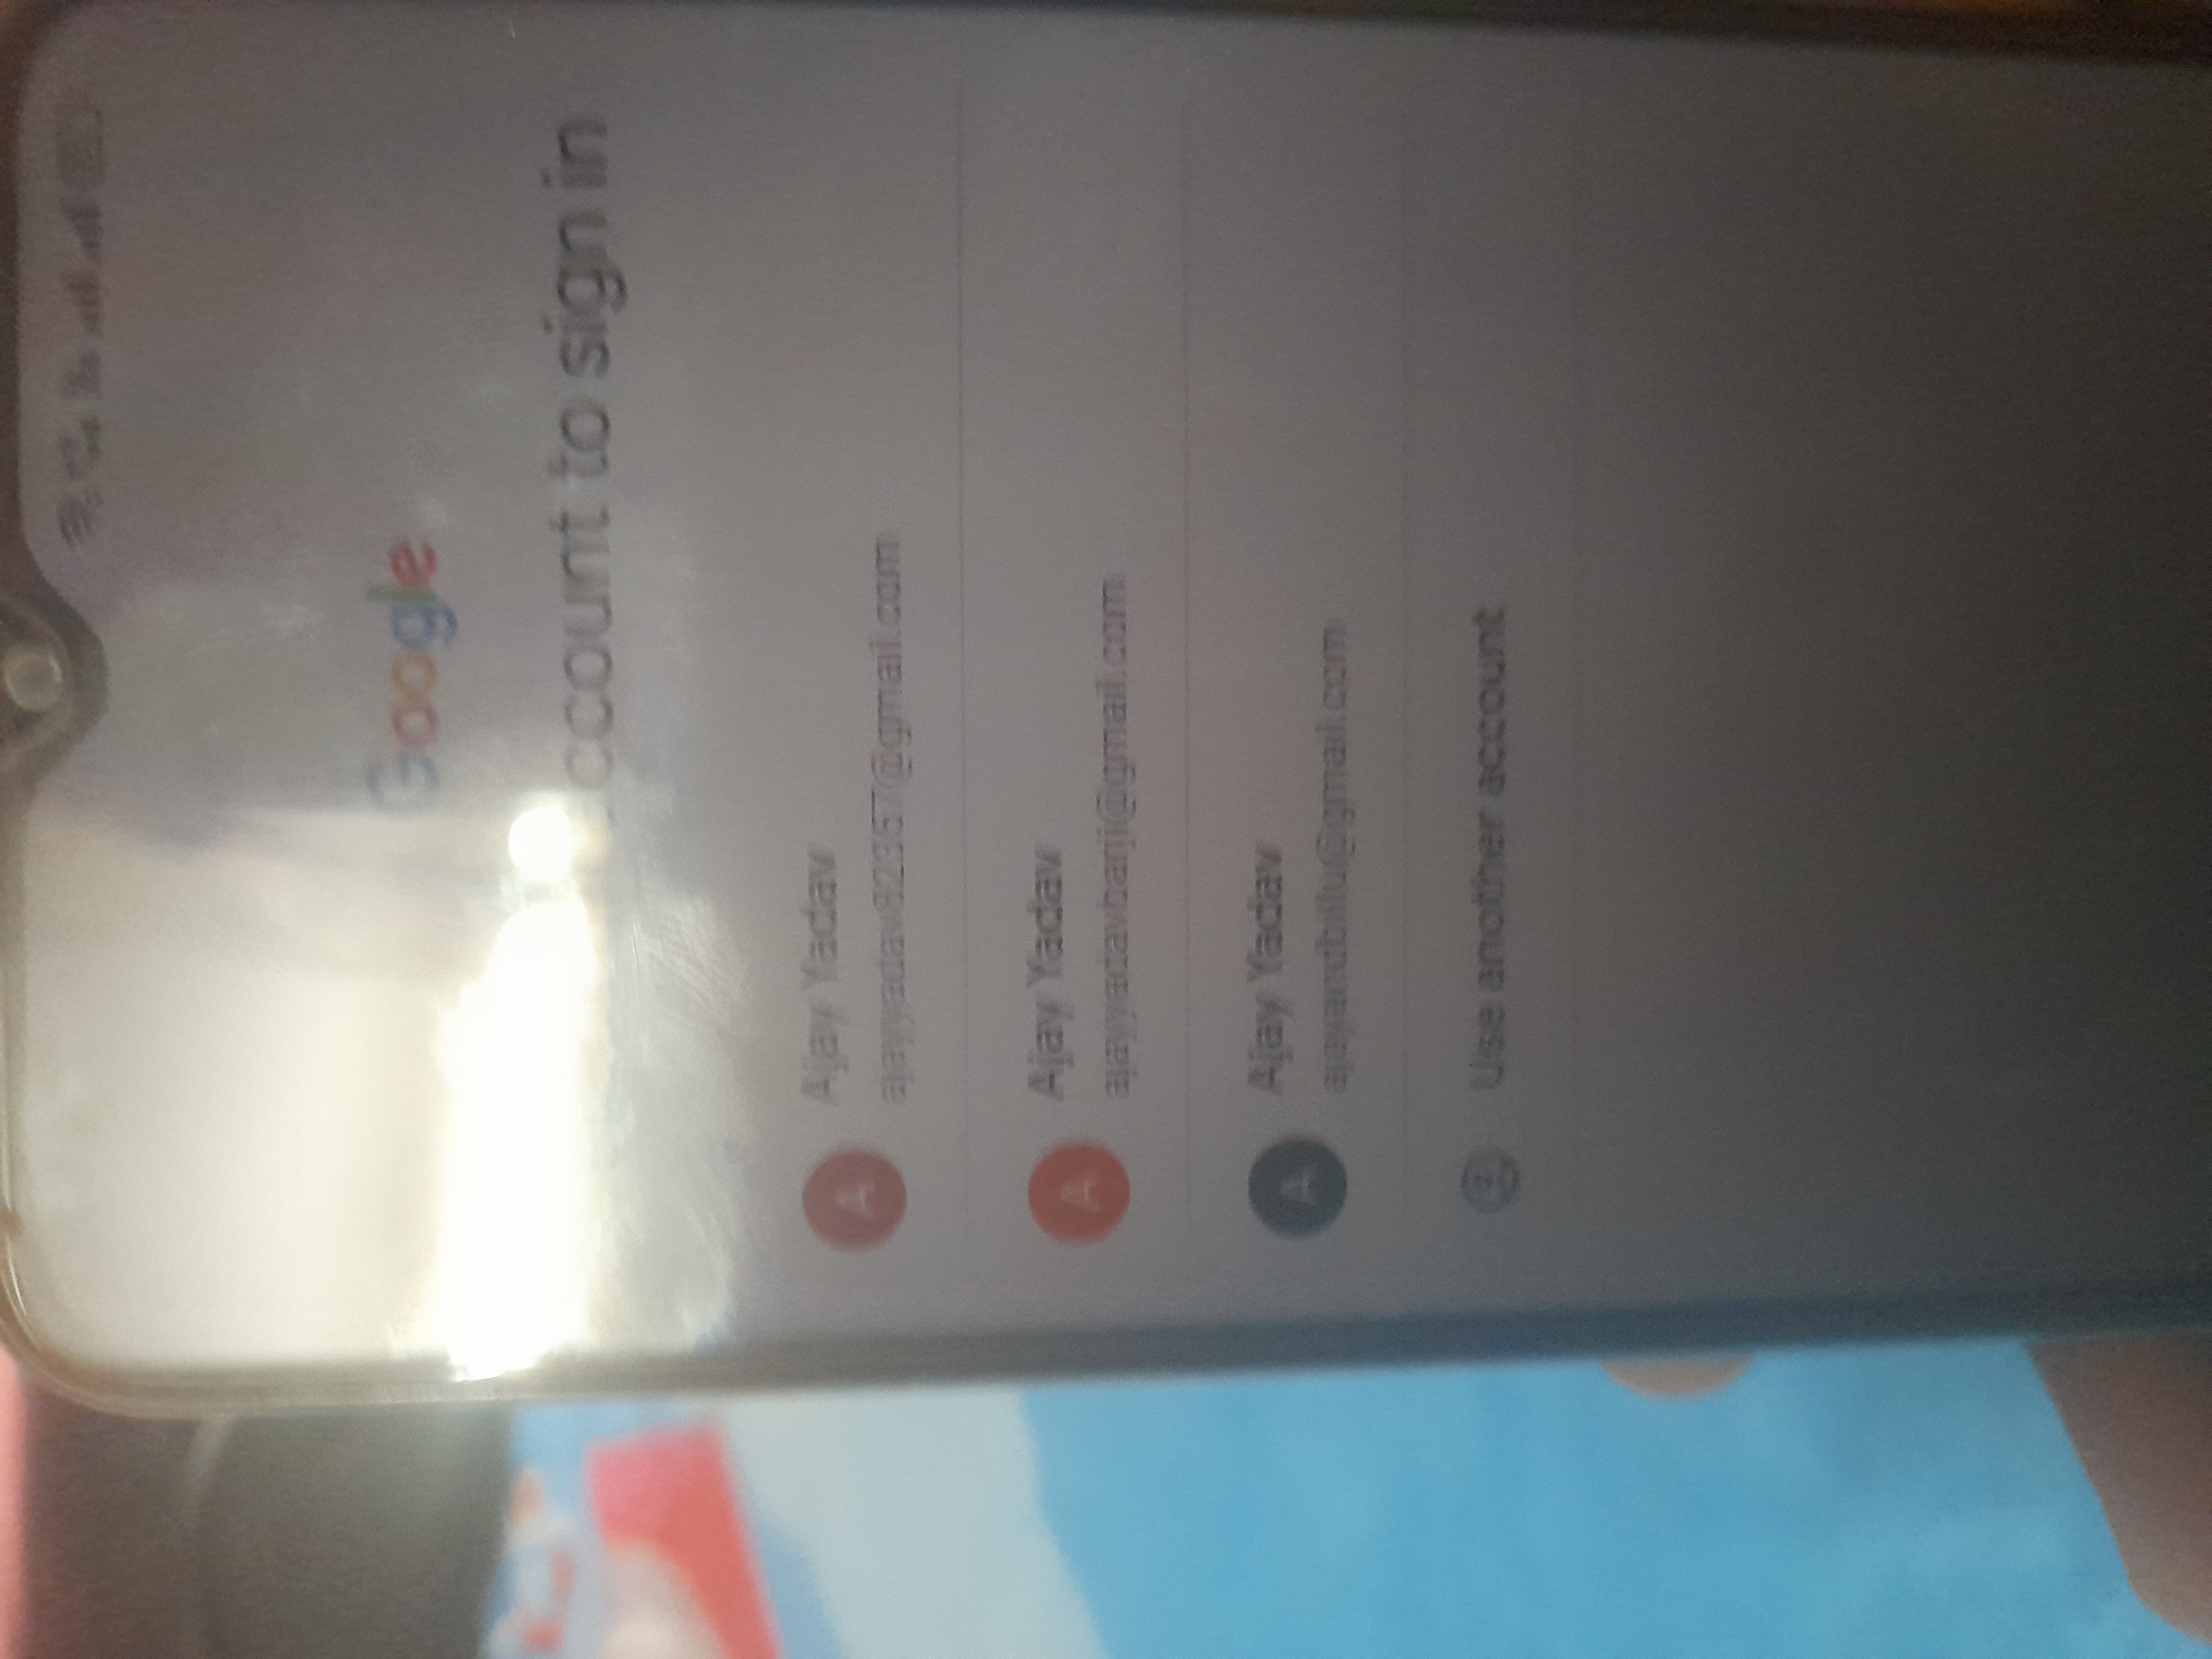 Google
account to sign in
Ajay Yadav
ajayyadav82357@gmail.com
Ajay Yadav
ajayyadavbarji@gmail.com
Ajay Yadav
ajayandbillu@gmail.com
Use another account